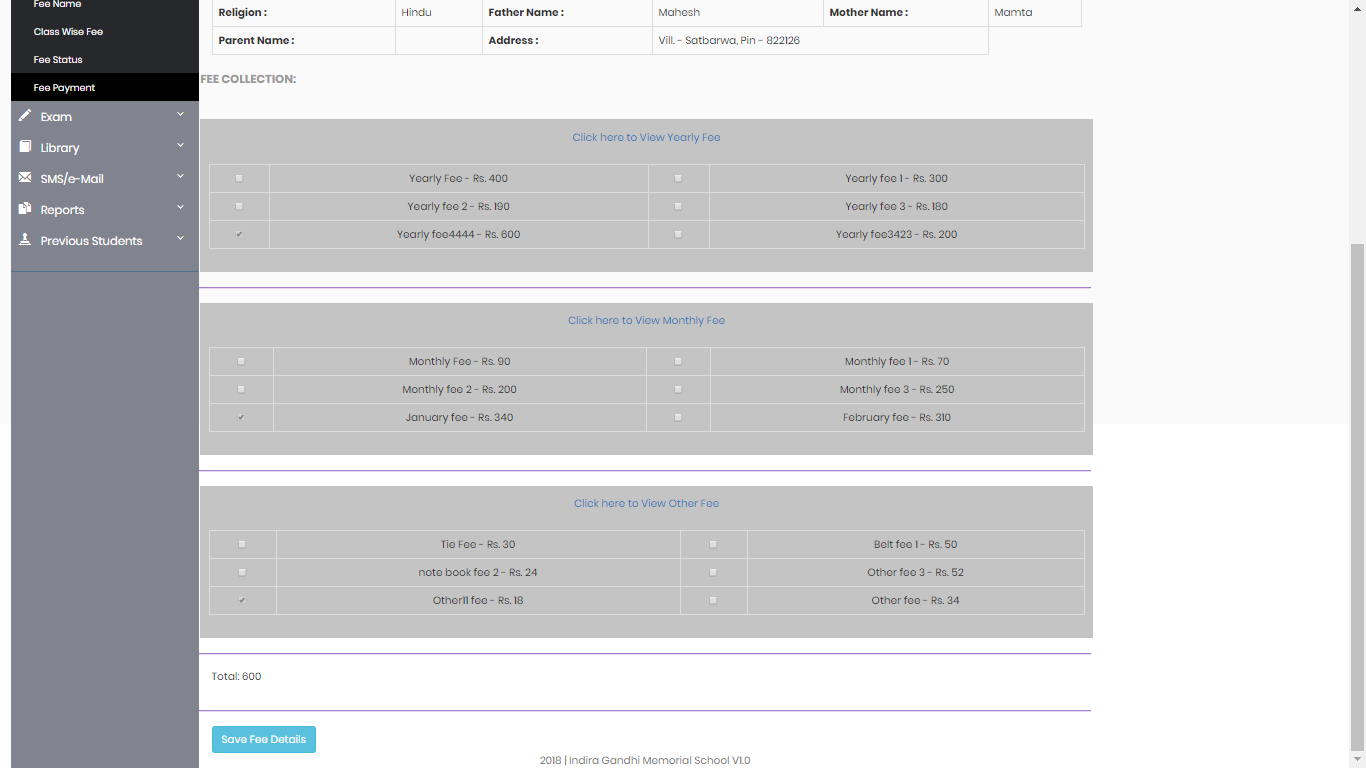 Fee Name
Class Wise Fee
Fee Status
Fee Payment
Exam
Library
SMS/e-Mail
Reports
Previous Students
Religion : Hindu Father Name : Mahesh Mother Name : Mamta
Parent Name : Address : Vill. - Satbarwa, Pin - 822126
FEE COLLECTION:
Click here to View Yearly Fee
Yearly Fee - Rs. 400 Yearly fee 1 - Rs. 300
Yearly fee 2 - Rs. 190 Yearly fee 3 - Rs. 180
Yearly fee4444 - Rs. 600 Yearly fee3423 - Rs. 200
Click here to View Monthly Fee
Monthly Fee - Rs. 90 Monthly fee 1 - Rs. 70
Monthly fee 2 - Rs. 200 Monthly fee 3 - Rs. 250
January fee - Rs. 340 February fee - Rs. 310
Click here to View Other Fee
Tie Fee - Rs. 30 Belt fee 1 - Rs. 50
note book fee 2 - Rs. 24 Other fee 3 - Rs. 52
Other11 fee - Rs. 18 Other fee - Rs. 34
Total: 600
Save Fee Details
2018 | Indira Gandhi Memorial School V1.0